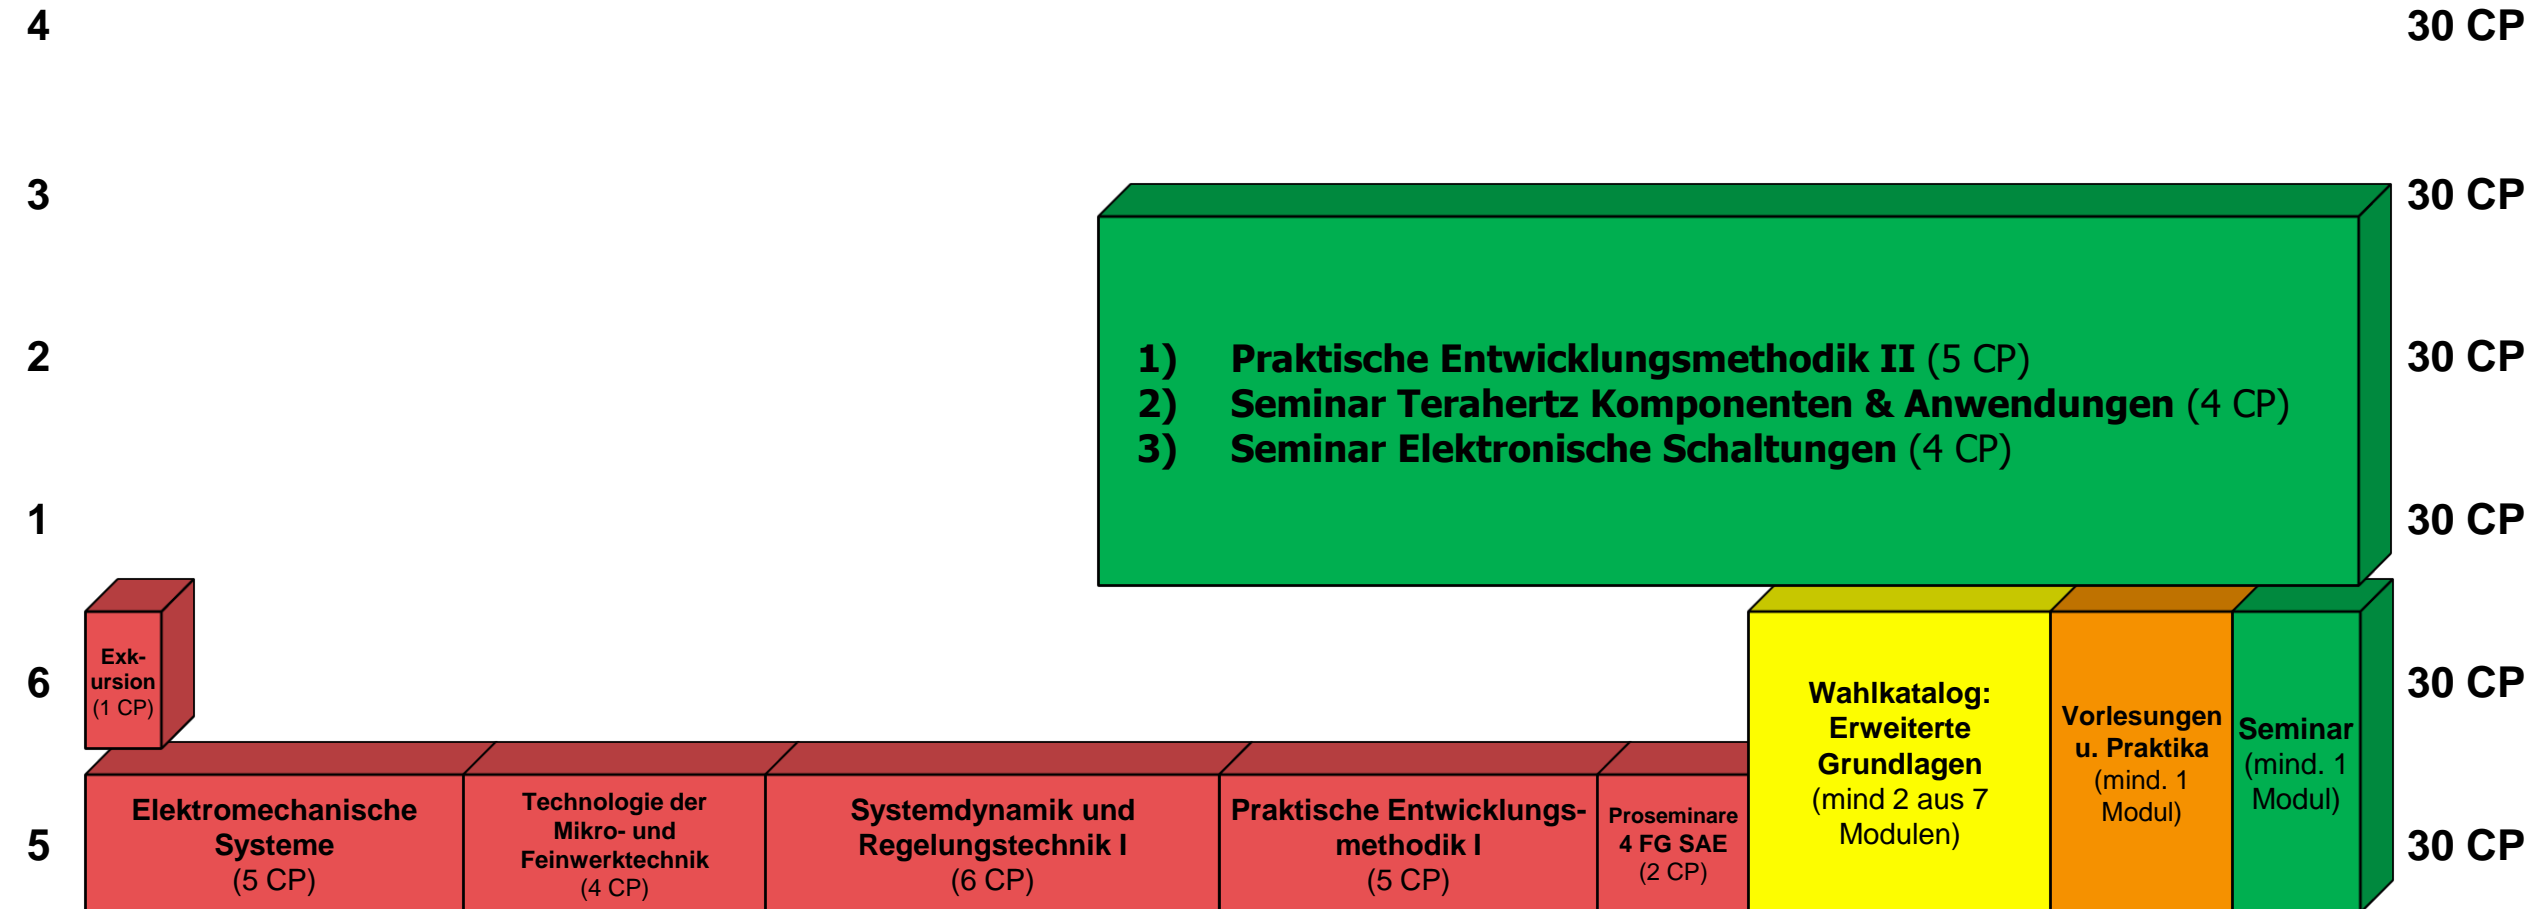 4
30 CP
3
30 CP
2
1) Praktische Entwicklungsmethodik II (5 CP)
30 CP
2) Seminar Terahertz Komponenten & Anwendungen (4 CP)
3) Seminar Elektronische Schaltungen (4 CP)
1
30 CP
6
Exk-
ursion
(1 CP)
Wahlkatalog:
Erweiterte
Grundlagen
(mind 2 aus 7
Modulen)
Vorlesungen
u. Praktika
(mind. 1
Modul)
Seminar
(mind. 1
Modul)
30 CP
5
Elektromechanische
Systeme
(5 CP)
Technologie der
Mikro- und
Feinwerktechnik
(4 CP)
Systemdynamik und
Regelungstechnik I
(6 CP)
Praktische Entwicklungs-
methodik I
(5 CP)
Proseminare
4 FG SAE
(2 CP)
30 CP